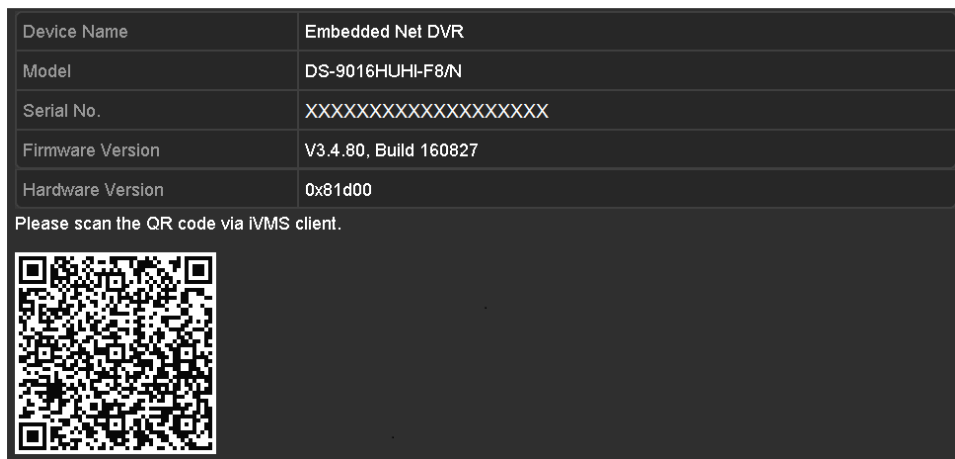 Device Name Embedded Net DVR
Model DS-9016HUHI-F8/N
Serial No. XXXXXXXXXXXXXXXXXXX
Firmware Version V3.4.80, Build 160827
Hardware Version 0x81d00
Please scan the QR code via iVMS client.